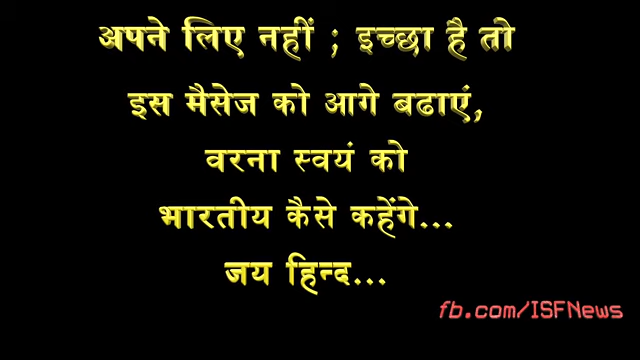 अपने लिए नहीं ; इच्छा है तो
इस मैसेज को आगे बढाएं,
वरना स्वयं को
भारतीय कैसे कहेंगे...
जय हिन्द...
fb.com/ISFNews